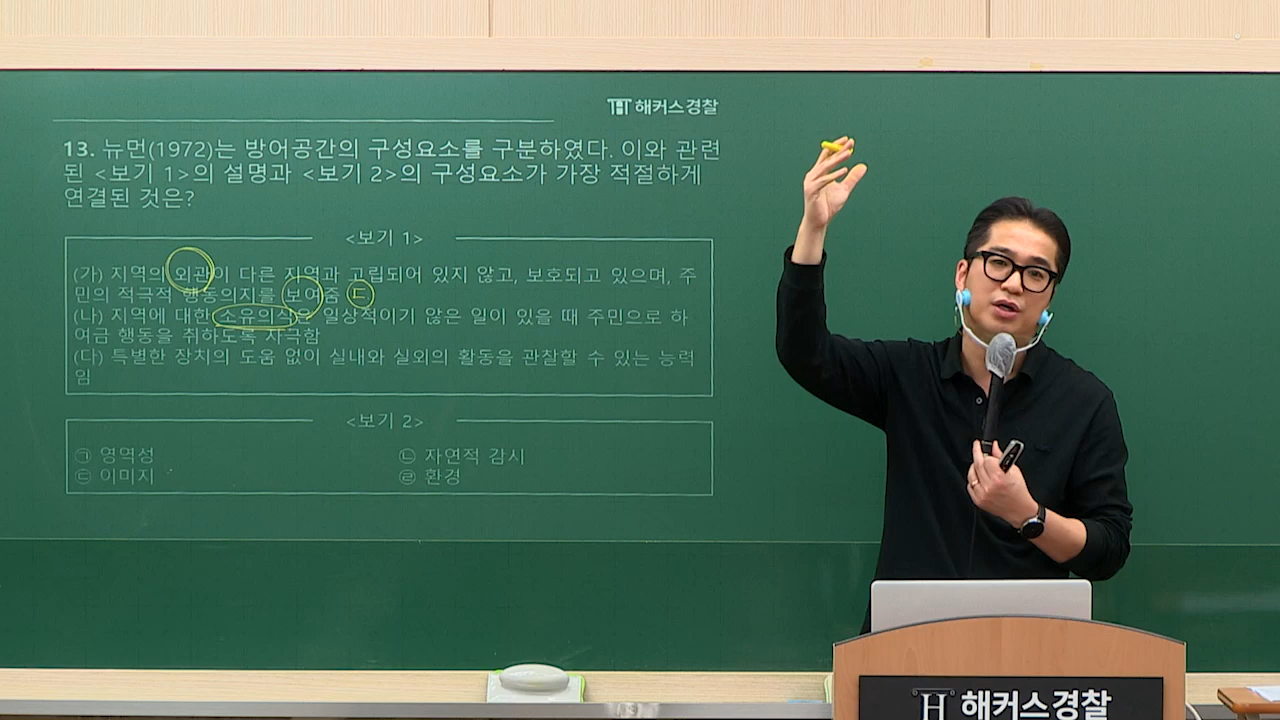 해커스경찰
13. 뉴먼(1972)는 방어공간의 구성요소를 구분하였다. 이와 관련
된 <보기 1>의 설명과 <보기 2>의 구성요소가 가장 적절하게
연결된 것은?
<보기 1>
(가) 지역의 외관이 다른 지역과 고립되어 있지 않고, 보호되고 있으며, 주
민의 적극적 행동의지를 보여줌 ㄷ
(나) 지역에 대한 소유의식은 일상적이기 않은 일이 있을 때 주민으로 하
여금 행동을 취하도록 자극함
(다) 특별한 장치의 도움 없이 실내와 실외의 활동을 관찰할 수 있는 능력
임
<보기 2>
㉠ 영역성 ㉡ 자연적 감시
㉢ 이미지 ㉣ 환경
해커스경찰